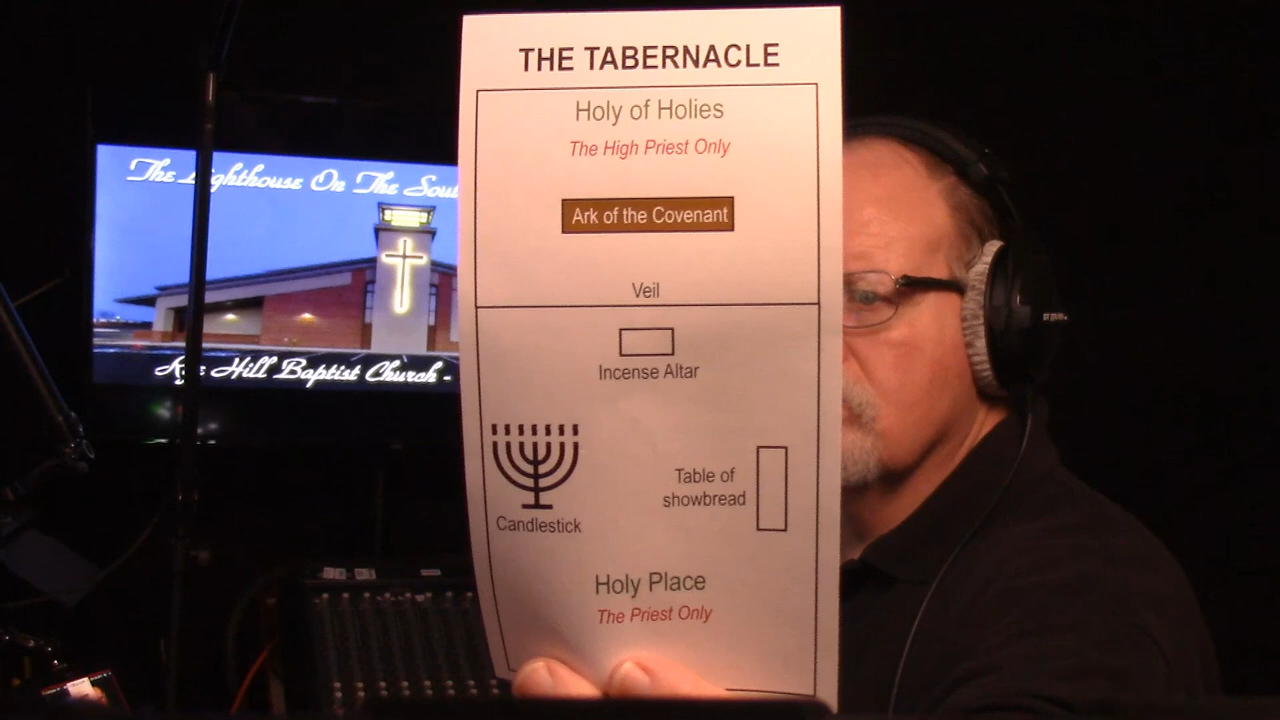 THE TABERNACLE
Holy of Holies
The High Priest Only
Ark of the Covenant
Veil
Incense Altar
Candlestick
Table of
showbread
Holy Place
The Priest Only
The Lighthouse On The
Hill Baptist Church -